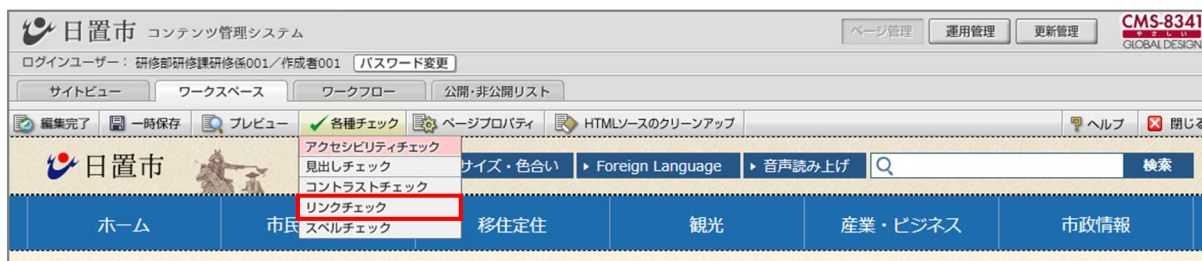 日置市 コンテンツ管理システム ページ管理 運用管理 更新管理 CMS-8341
やさしい
GLOBAL DESIGN
ログインユーザー： 研修部研修課研修係001／作成者001 パスワード変更
サイトビュー ワークスペース ワークフロー 公開・非公開リスト
編集完了 一時保存 プレビュー 各種チェック ページプロパティ HTMLソースのクリーンアップ ヘルプ 閉じる
アクセシビリティチェック
見出しチェック
コントラストチェック
リンクチェック
スペルチェック
日置市 サイズ・色合い Foreign Language 音声読み上げ 検索
ホーム 市民 移住定住 観光 産業・ビジネス 市政情報